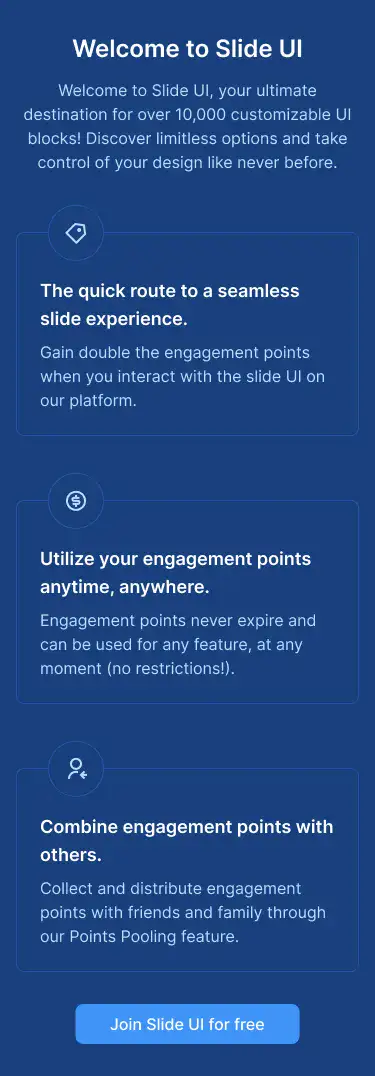 Welcome to Slide UI
Welcome to Slide UI, your ultimate
destination for over 10,000 customizable UI
blocks! Discover limitless options and take
control of your design like never before.
The quick route to a seamless
slide experience.
Gain double the engagement points
when you interact with the slide UI on
our platform.
Utilize your engagement points
anytime, anywhere.
Engagement points never expire and
can be used for any feature, at any
moment (no restrictions!).
Combine engagement points with
others.
Collect and distribute engagement
points with friends and family through
our Points Pooling feature.
Join Slide UI for free